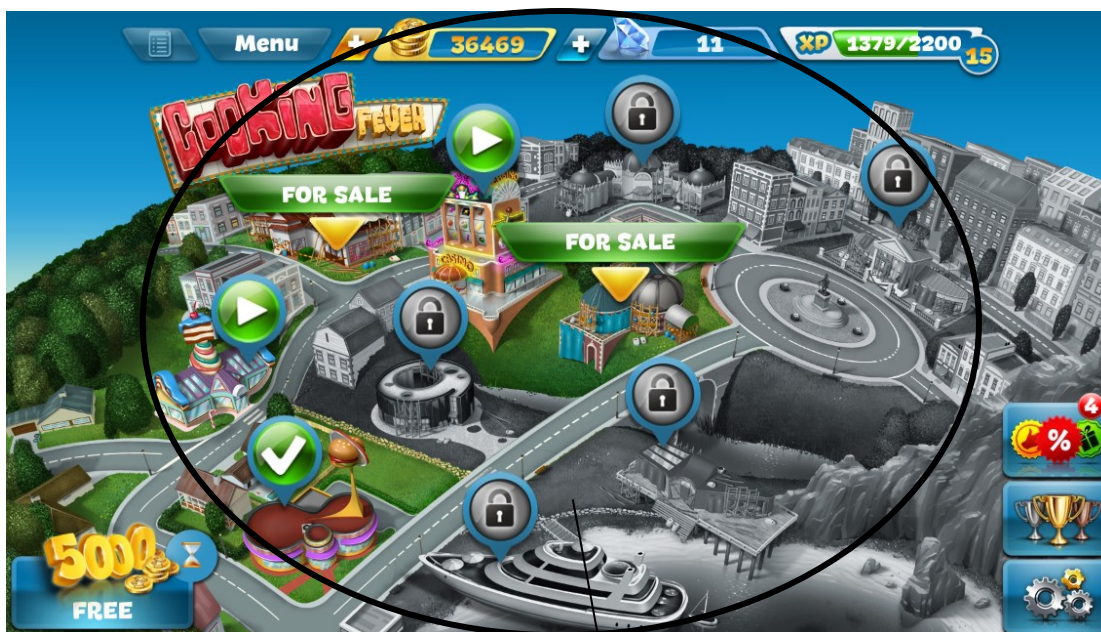 Menu
36469
11
XP 1379/2200
15
COOKING
FEVER
FOR SALE
CASINO
FOR SALE
4
%
5000
FREE